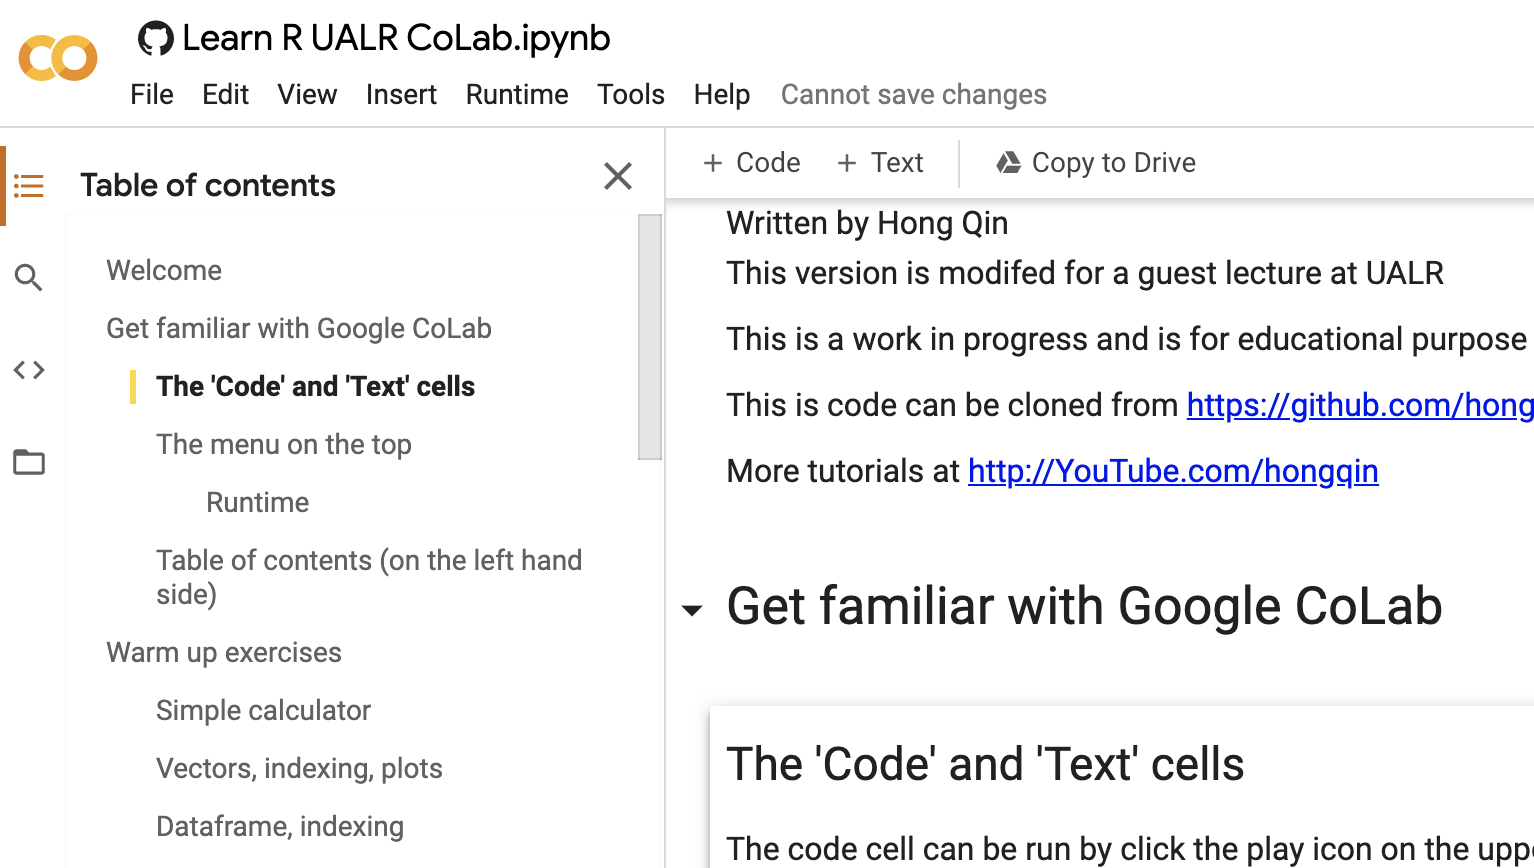 Learn R UALR CoLab.ipynb
File Edit View Insert Runtime Tools Help Cannot save changes
Table of contents
Welcome
Get familiar with Google CoLab
The 'Code' and 'Text' cells
The menu on the top
Runtime
Table of contents (on the left hand
side)
Warm up exercises
Simple calculator
Vectors, indexing, plots
Dataframe, indexing
+ Code + Text Copy to Drive
Written by Hong Qin
This version is modifed for a guest lecture at UALR
This is a work in progress and is for educational purpose
This is code can be cloned from https://github.com/hong
More tutorials at http://YouTube.com/hongqin
Get familiar with Google CoLab
The 'Code' and 'Text' cells
The code cell can be run by click the play icon on the upp